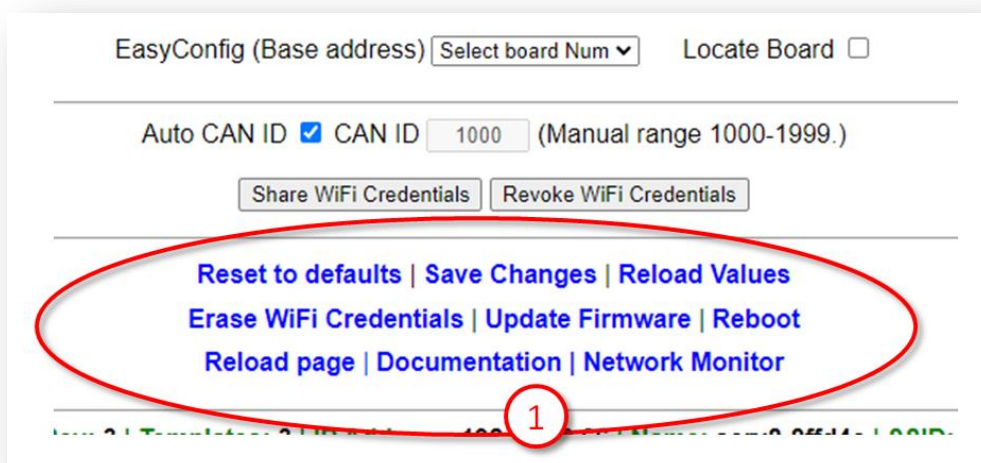 EasyConfig (Base address) Select board Num Locate Board
Auto CAN ID CAN ID 1000 (Manual range 1000-1999.)
Share WiFi Credentials Revoke WiFi Credentials
Reset to defaults | Save Changes | Reload Values
Erase WiFi Credentials | Update Firmware | Reboot
Reload page | Documentation | Network Monitor
1